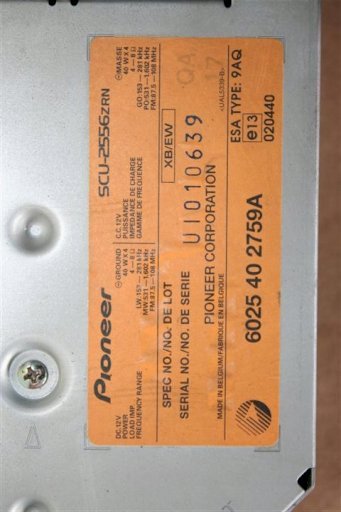 Pioneer SCU-2556ZRN
DC.12V ⊖GROUND C.C.12V ⊖MASSE
POWER 40 W X 4 PUISSANCE 40 W X 4
LOAD IMP. 4 – 8 Ω IMPEDANCE DE CHARGE 4 – 8 Ω
FREQUENCY RANGE LW:153–281 kHz GAMME DE FREQUENCE GO:153–281 kHz
MW:531–1,602 kHz PO:531–1,602 kHz
FM:87.5–108 MHz FM:87.5–108 MHz
SPEC NO./NO. DE LOT XB/EW
SERIAL NO./NO. DE SERIE UI010639
PIONEER CORPORATION
MADE IN BELGIUM/FABRIQUE EN BELGIQUE
ESA TYPE: 9AQ
6025 40 2759A
e13
020440